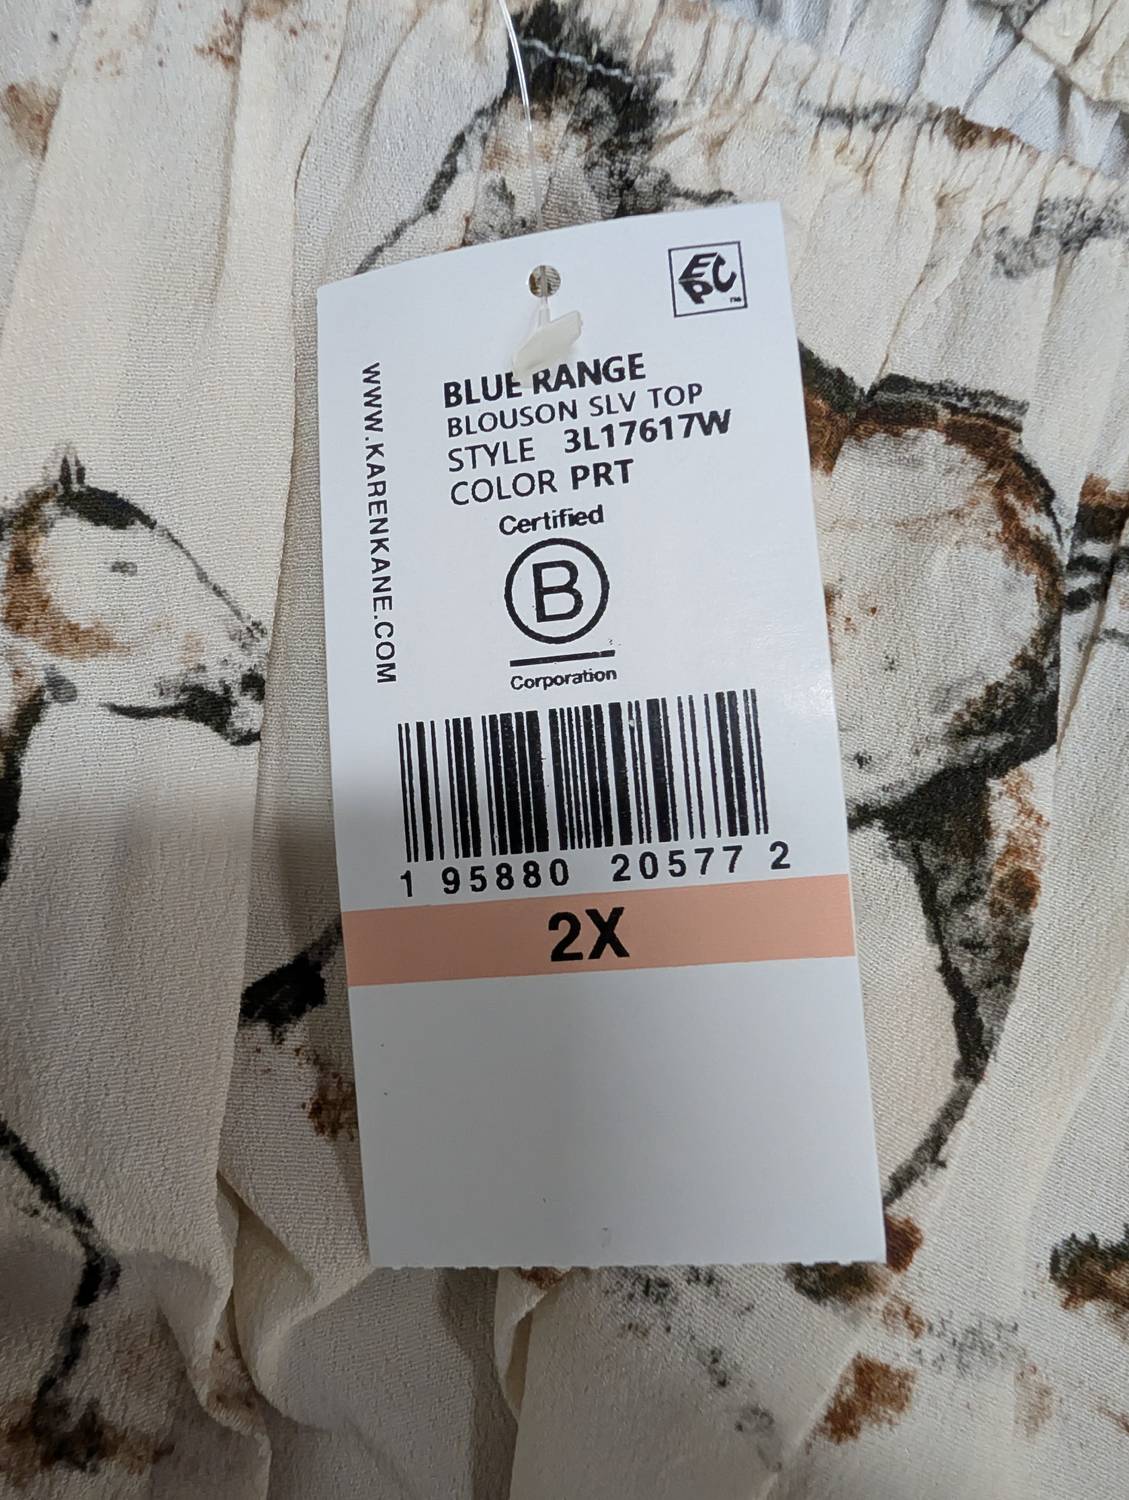 EPC
™
WWW.KARENKANE.COM
BLUE RANGE
BLOUSON SLV TOP
STYLE 3L17617W
COLOR PRT
Certified
B
Corporation
1 95880 20577 2
2X